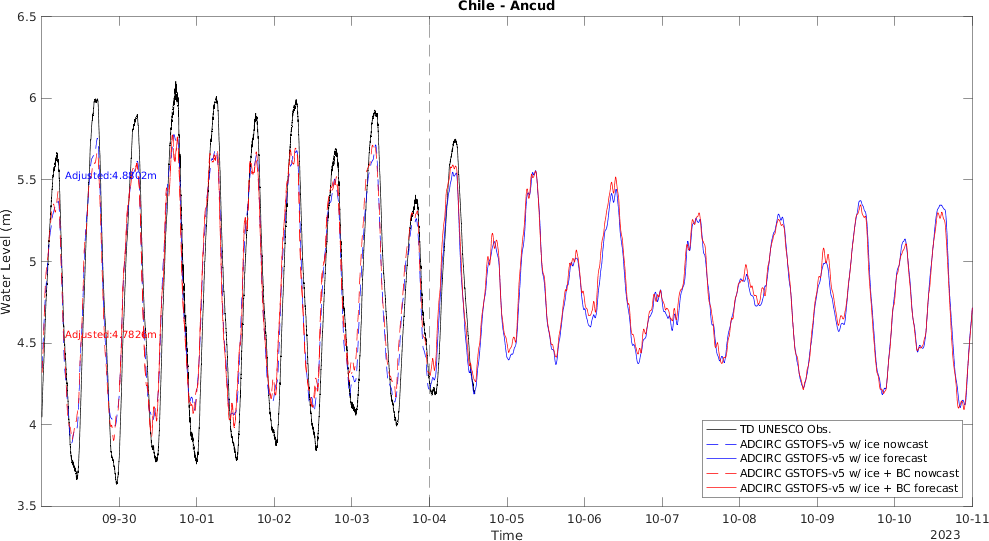 Chile - Ancud
Water Level (m)
6.5
6
5.5
5
4.5
4
3.5
Adjusted:4.8802m
Adjusted:4.7826m
TD UNESCO Obs.
ADCIRC GSTOFS-v5 w/ ice nowcast
ADCIRC GSTOFS-v5 w/ ice forecast
ADCIRC GSTOFS-v5 w/ ice + BC nowcast
ADCIRC GSTOFS-v5 w/ ice + BC forecast
09-30 10-01 10-02 10-03 10-04 10-05 10-06 10-07 10-08 10-09 10-10 10-11
Time
2023